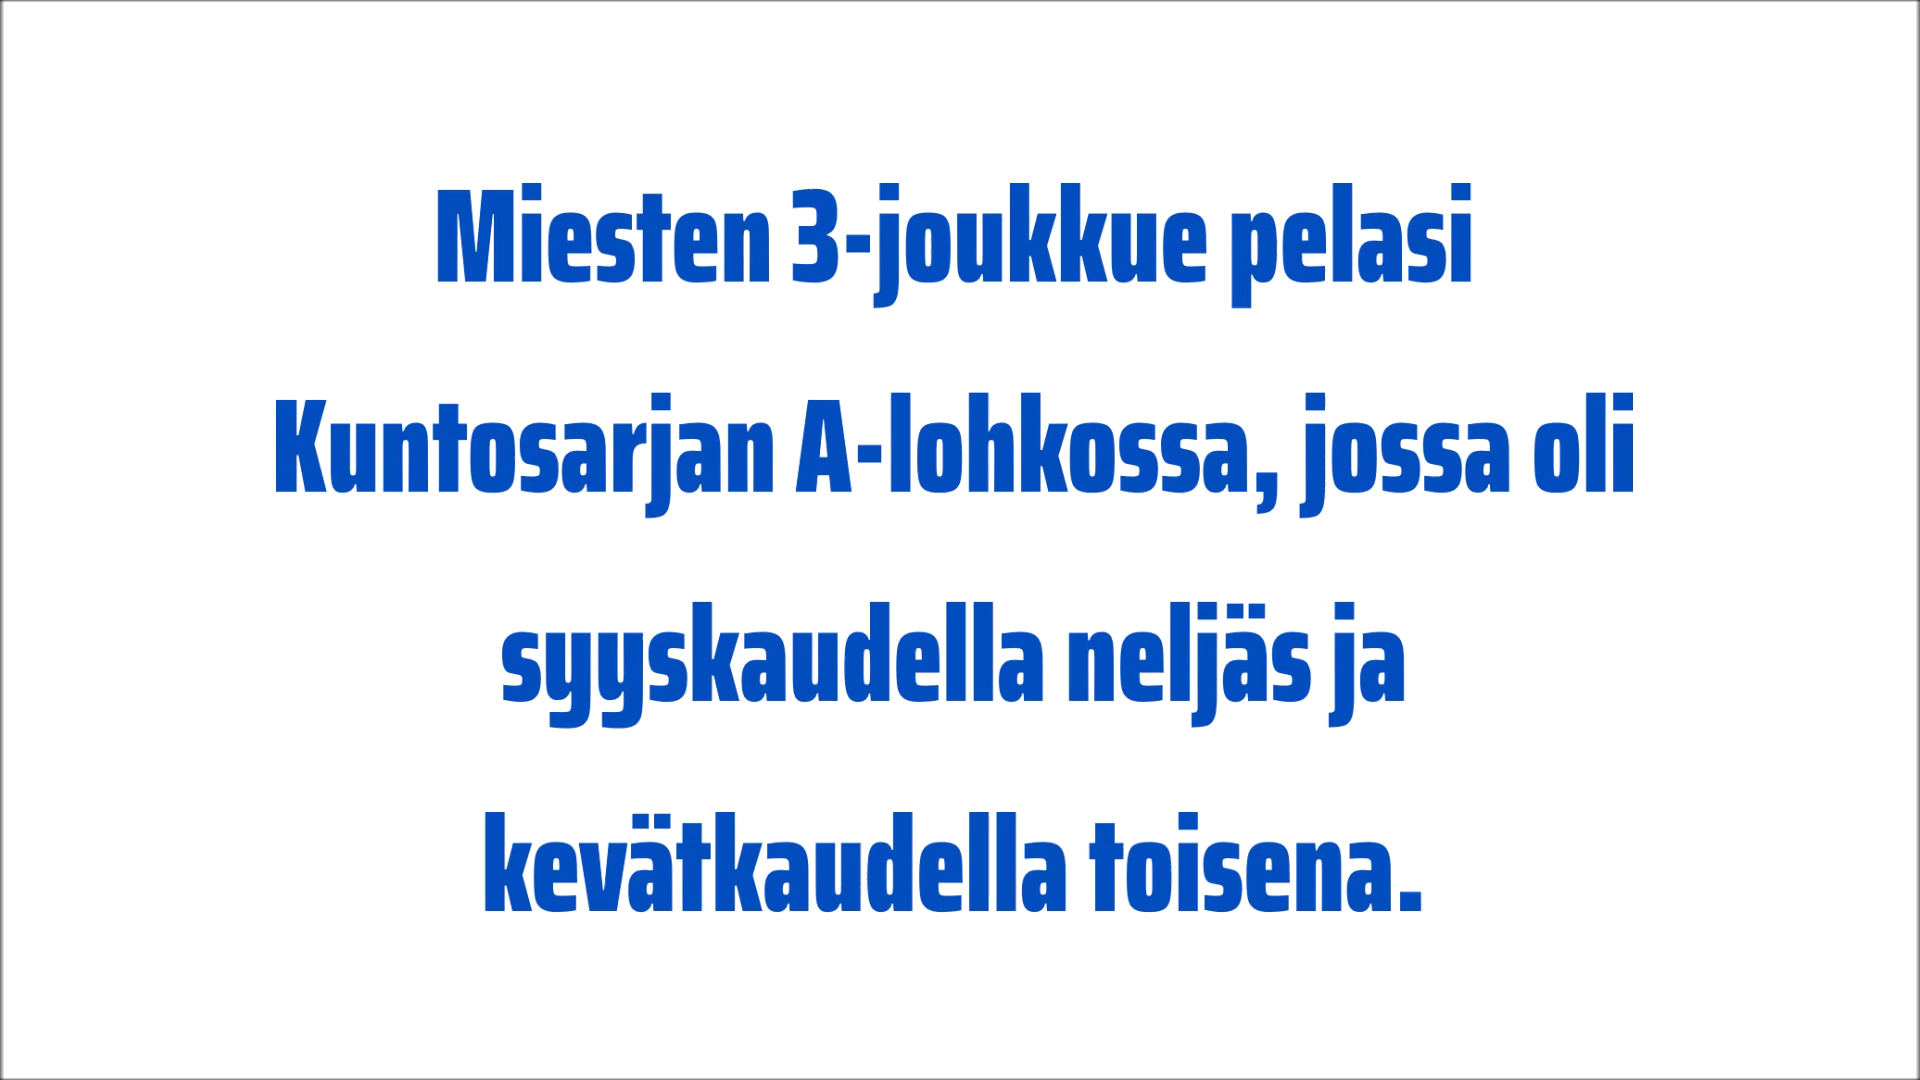 Miesten 3-joukkue pelasi
Kuntosarjan A-lohkossa, jossa oli
syyskaudella neljäs ja
kevätkaudella toisena.